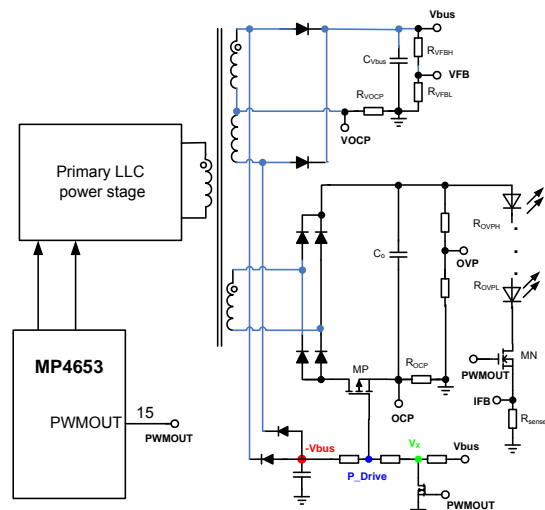 Vbus
CVbus
RVFBH
VFB
RVOCP
RVFBL
VOCP
Primary LLC
power stage
ROVPH
Co
OVP
ROVPL
MP4653
MP
ROCP
MN
PWMOUT
OCP
IFB
Rsense
PWMOUT
15
PWMOUT
-Vbus
Vx
Vbus
P_Drive
PWMOUT